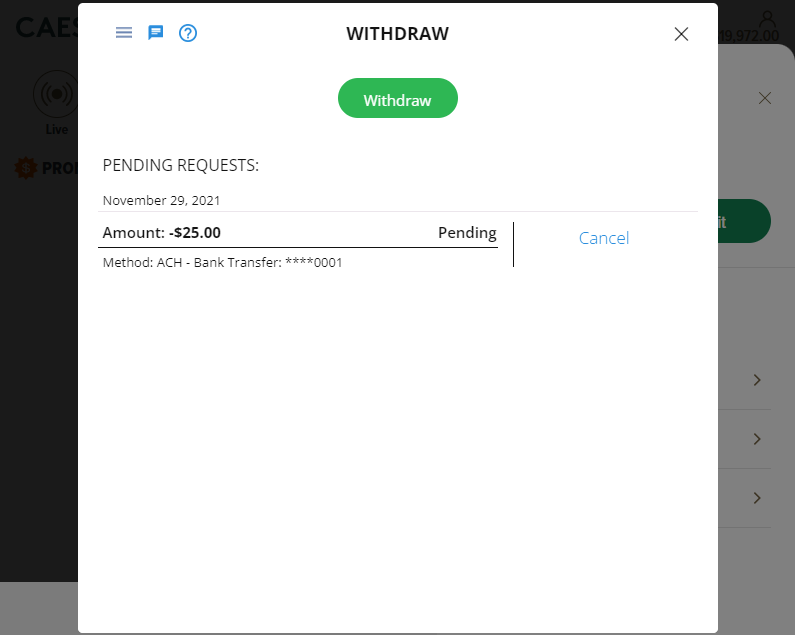 CAES
WITHDRAW
19,972.00
Withdraw
Live
PENDING REQUESTS:
November 29, 2021
it
Amount: -$25.00 Pending Cancel
Method: ACH - Bank Transfer: ****0001